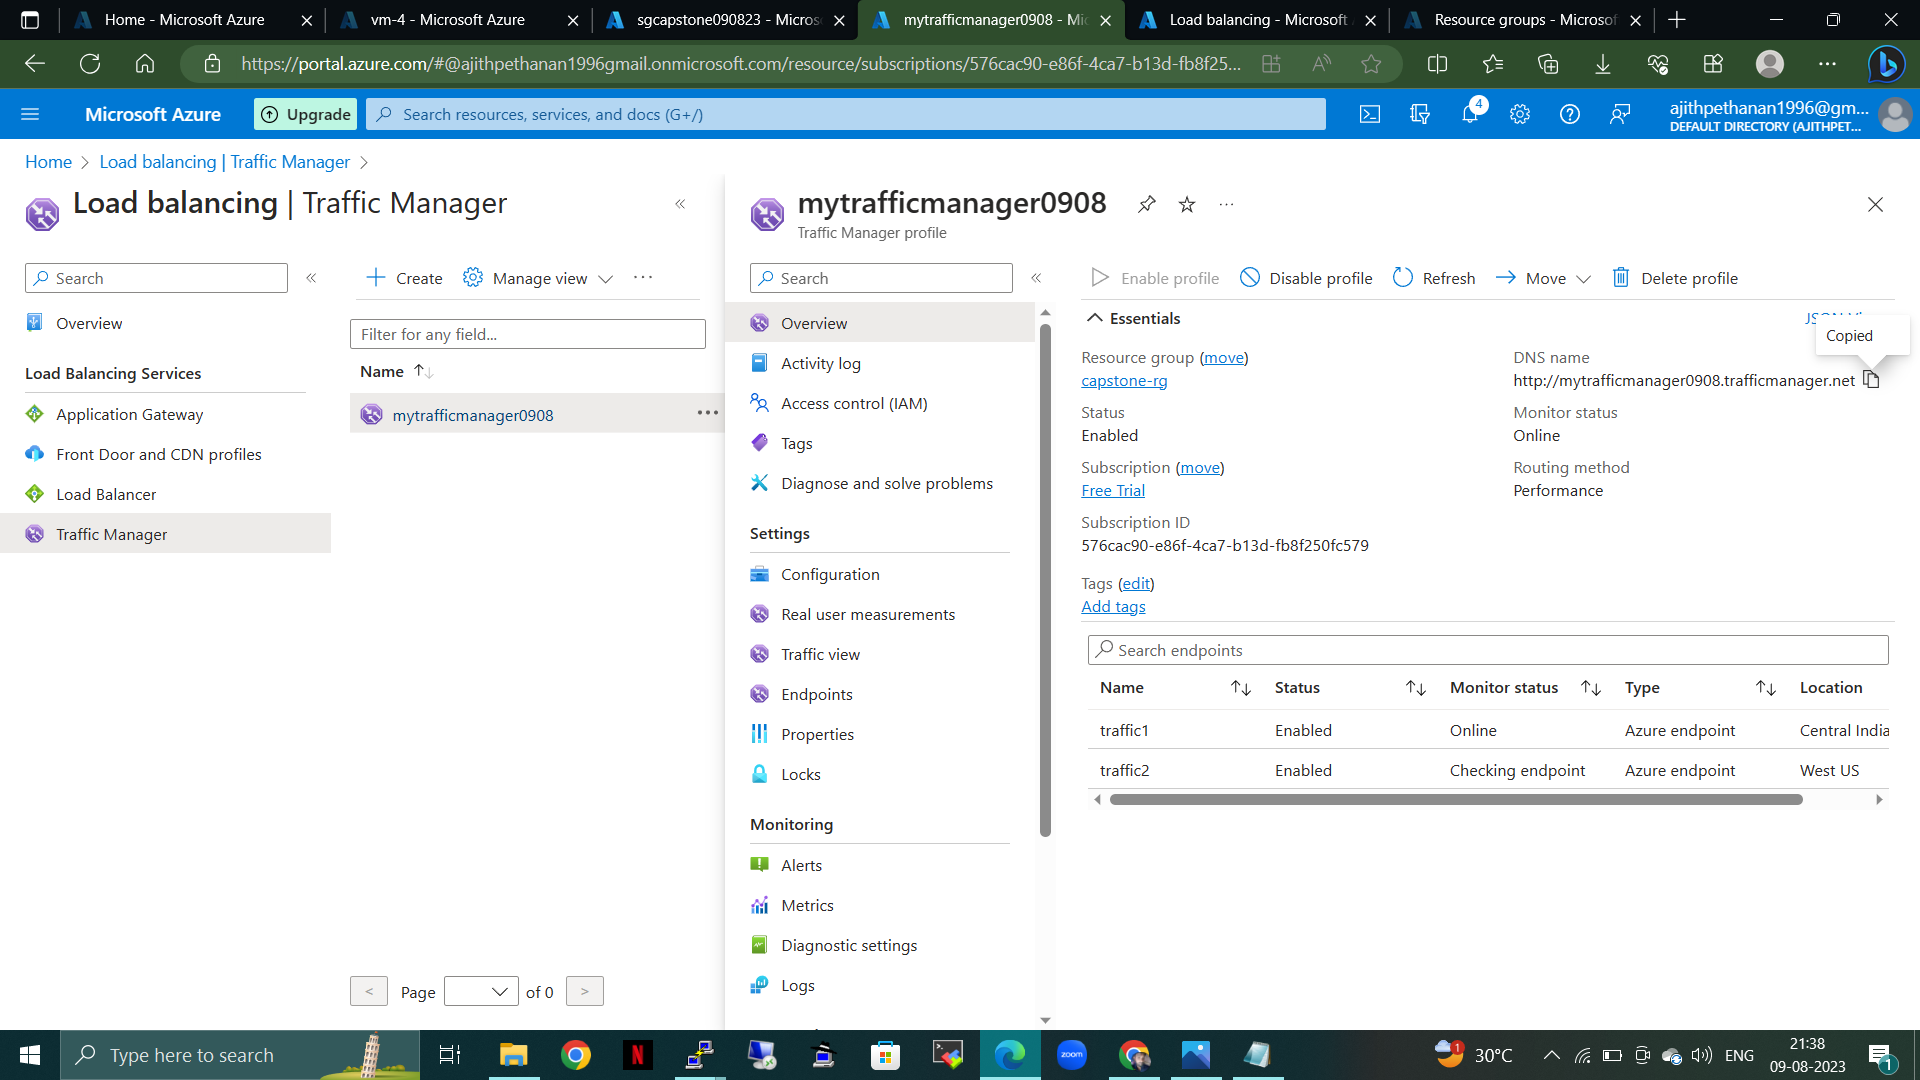 Home - Microsoft Azure
vm-4 - Microsoft Azure
sgcapstone090823 - Micros
mytrafficmanager0908 - Mic
Load balancing - Microsoft
Resource groups - Microsof
https://portal.azure.com/#@ajithpethanan1996gmail.onmicrosoft.com/resource/subscriptions/576cac90-e86f-4ca7-b13d-fb8f25...
Microsoft Azure
Upgrade
Search resources, services, and docs (G+/)
4
ajithpethanan1996@gm...
DEFAULT DIRECTORY (AJITHPET...
Home > Load balancing | Traffic Manager >
Load balancing | Traffic Manager
Search
Overview
Load Balancing Services
Application Gateway
Front Door and CDN profiles
Load Balancer
Traffic Manager
Create
Manage view
Filter for any field...
Name
mytrafficmanager0908
< Page of 0 >
mytrafficmanager0908
Traffic Manager profile
Search
Overview
Activity log
Access control (IAM)
Tags
Diagnose and solve problems
Settings
Configuration
Real user measurements
Traffic view
Endpoints
Properties
Locks
Monitoring
Alerts
Metrics
Diagnostic settings
Logs
Enable profile
Disable profile
Refresh
Move
Delete profile
Essentials
Copied
Resource group (move)
capstone-rg
Status
Enabled
Subscription (move)
Free Trial
Subscription ID
576cac90-e86f-4ca7-b13d-fb8f250fc579
Tags (edit)
Add tags
DNS name
http://mytrafficmanager0908.trafficmanager.net
Monitor status
Online
Routing method
Performance
Search endpoints
Name Status Monitor status Type Location
traffic1 Enabled Online Azure endpoint Central India
traffic2 Enabled Checking endpoint Azure endpoint West US
Type here to search
zoom
1
30°C
ENG
21:38
09-08-2023
1